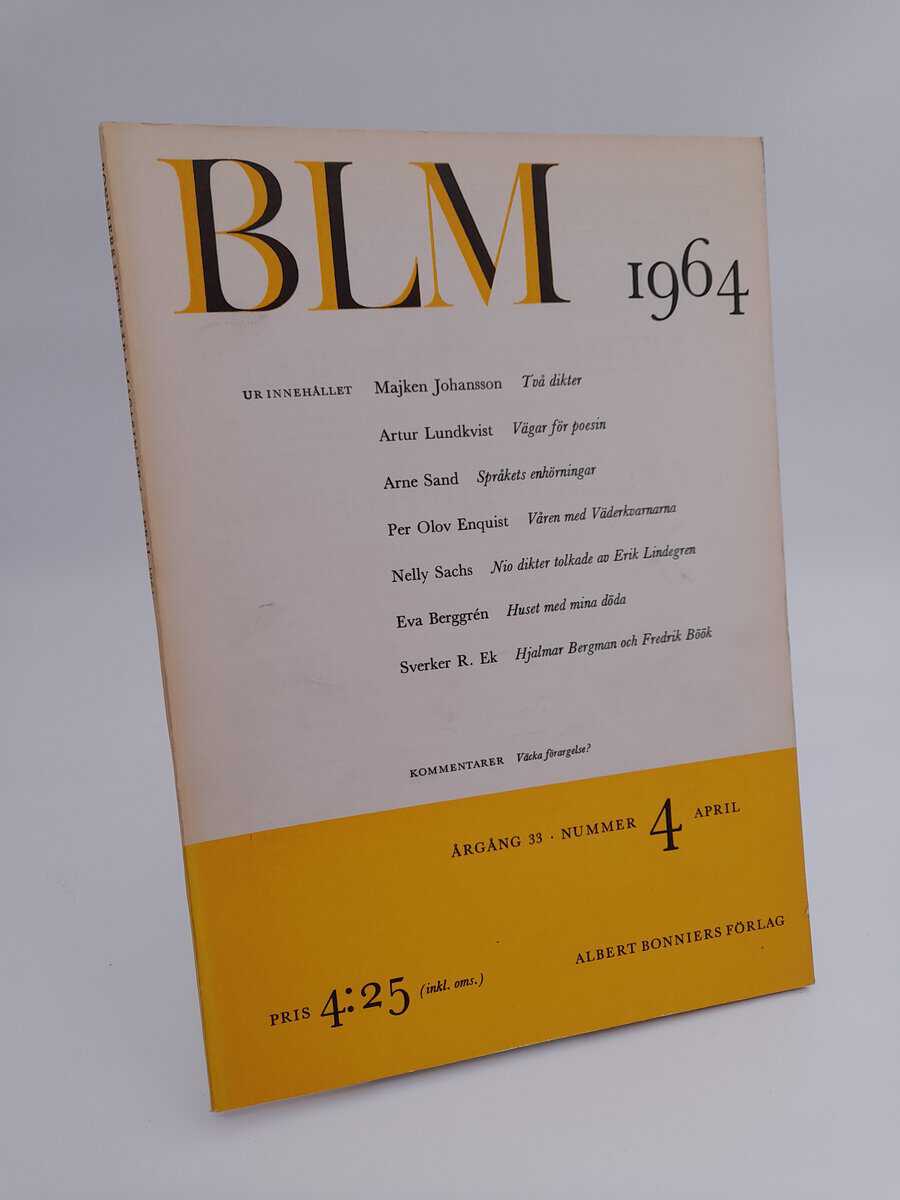 BLM
1964
UR INNEHÅLLET Majken Johansson Två dikter
Artur Lundkvist Vägar för poesin
Arne Sand Språkets enhörningar
Per Olov Enquist Våren med Väderkvarnarna
Nelly Sachs Nio dikter tolkade av Erik Lindegren
Eva Berggrén Huset med mina döda
Sverker R. Ek Hjalmar Bergman och Fredrik Böök
KOMMENTARER Väcka förargelse?
ÅRGÅNG 33 · NUMMER 4 APRIL
ALBERT BONNIERS FÖRLAG
PRIS 4:25 (inkl. oms.)